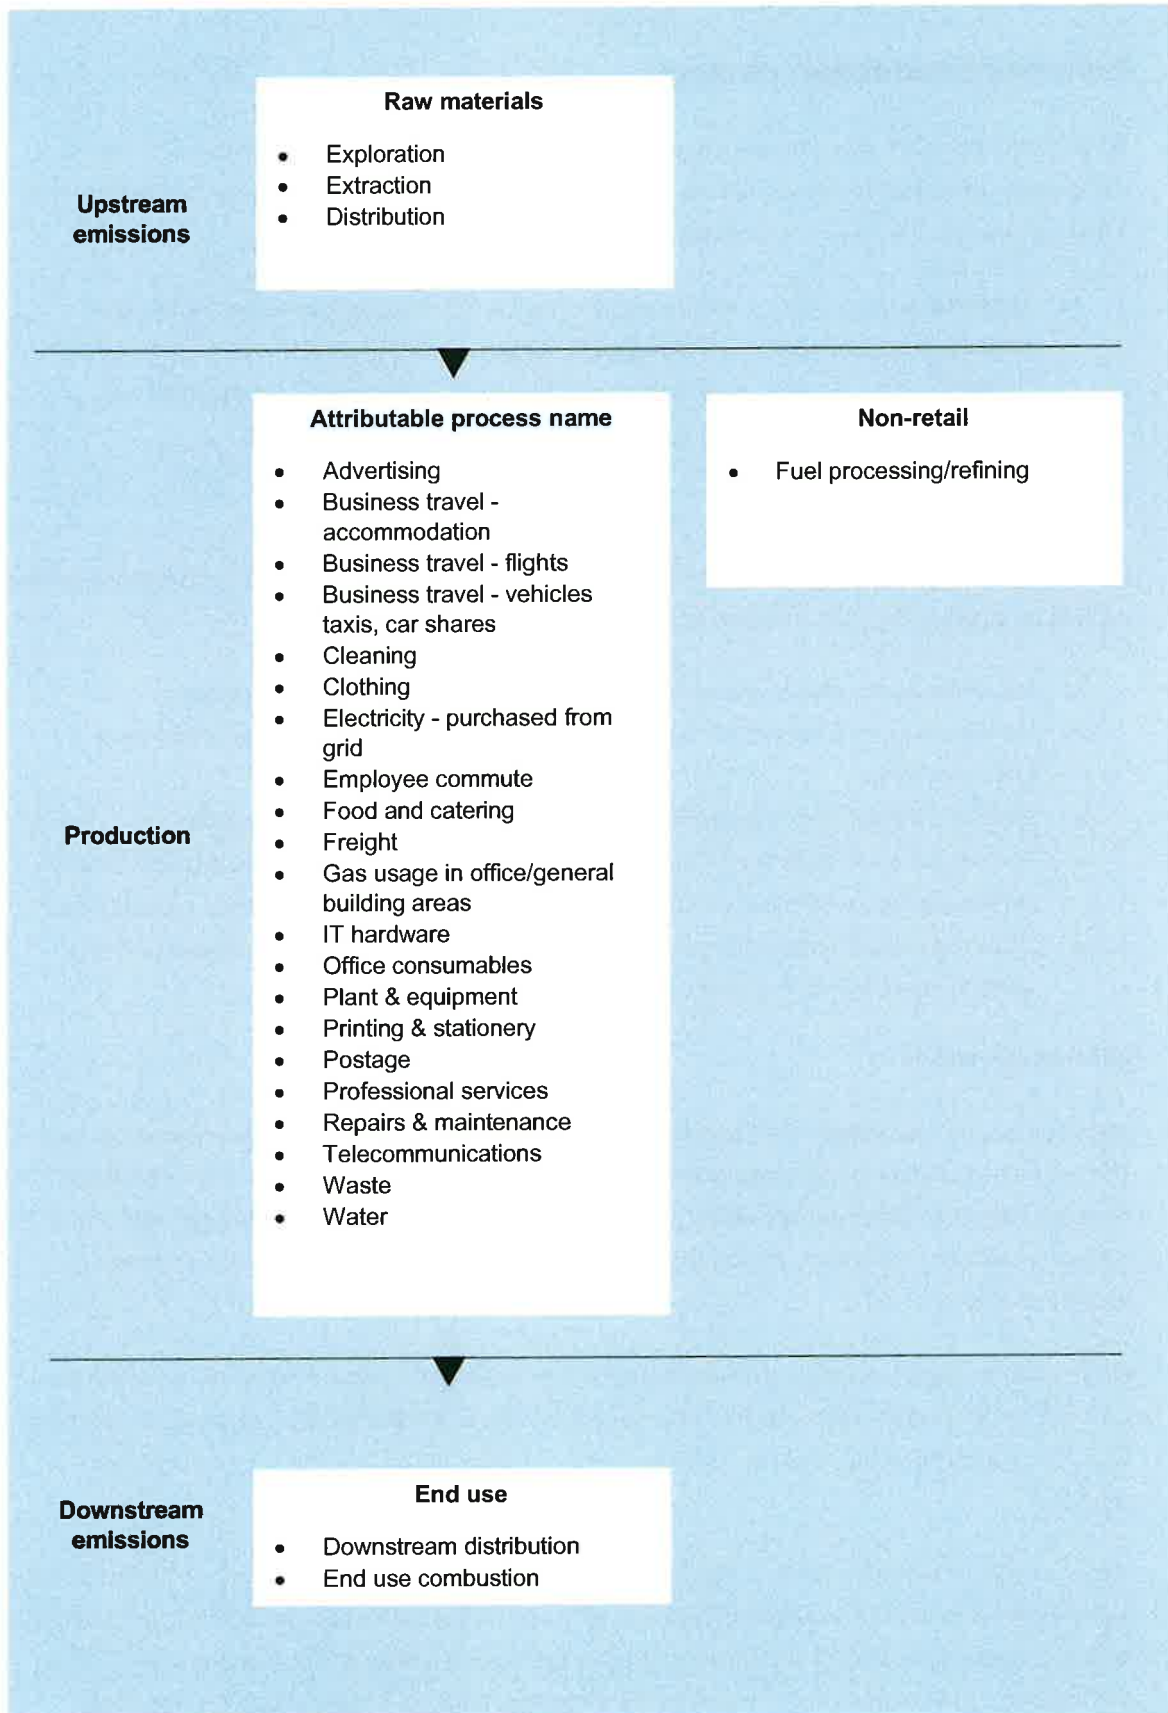 Raw materials
• Exploration
• Extraction
• Distribution
Upstream
emissions
Attributable process name
• Advertising
• Business travel -
accommodation
• Business travel - flights
• Business travel - vehicles
taxis, car shares
• Cleaning
• Clothing
• Electricity - purchased from
grid
• Employee commute
• Food and catering
• Freight
• Gas usage in office/general
building areas
• IT hardware
• Office consumables
• Plant & equipment
• Printing & stationery
• Postage
• Professional services
• Repairs & maintenance
• Telecommunications
• Waste
• Water
Non-retail
• Fuel processing/refining
Production
End use
• Downstream distribution
• End use combustion
Downstream
emissions